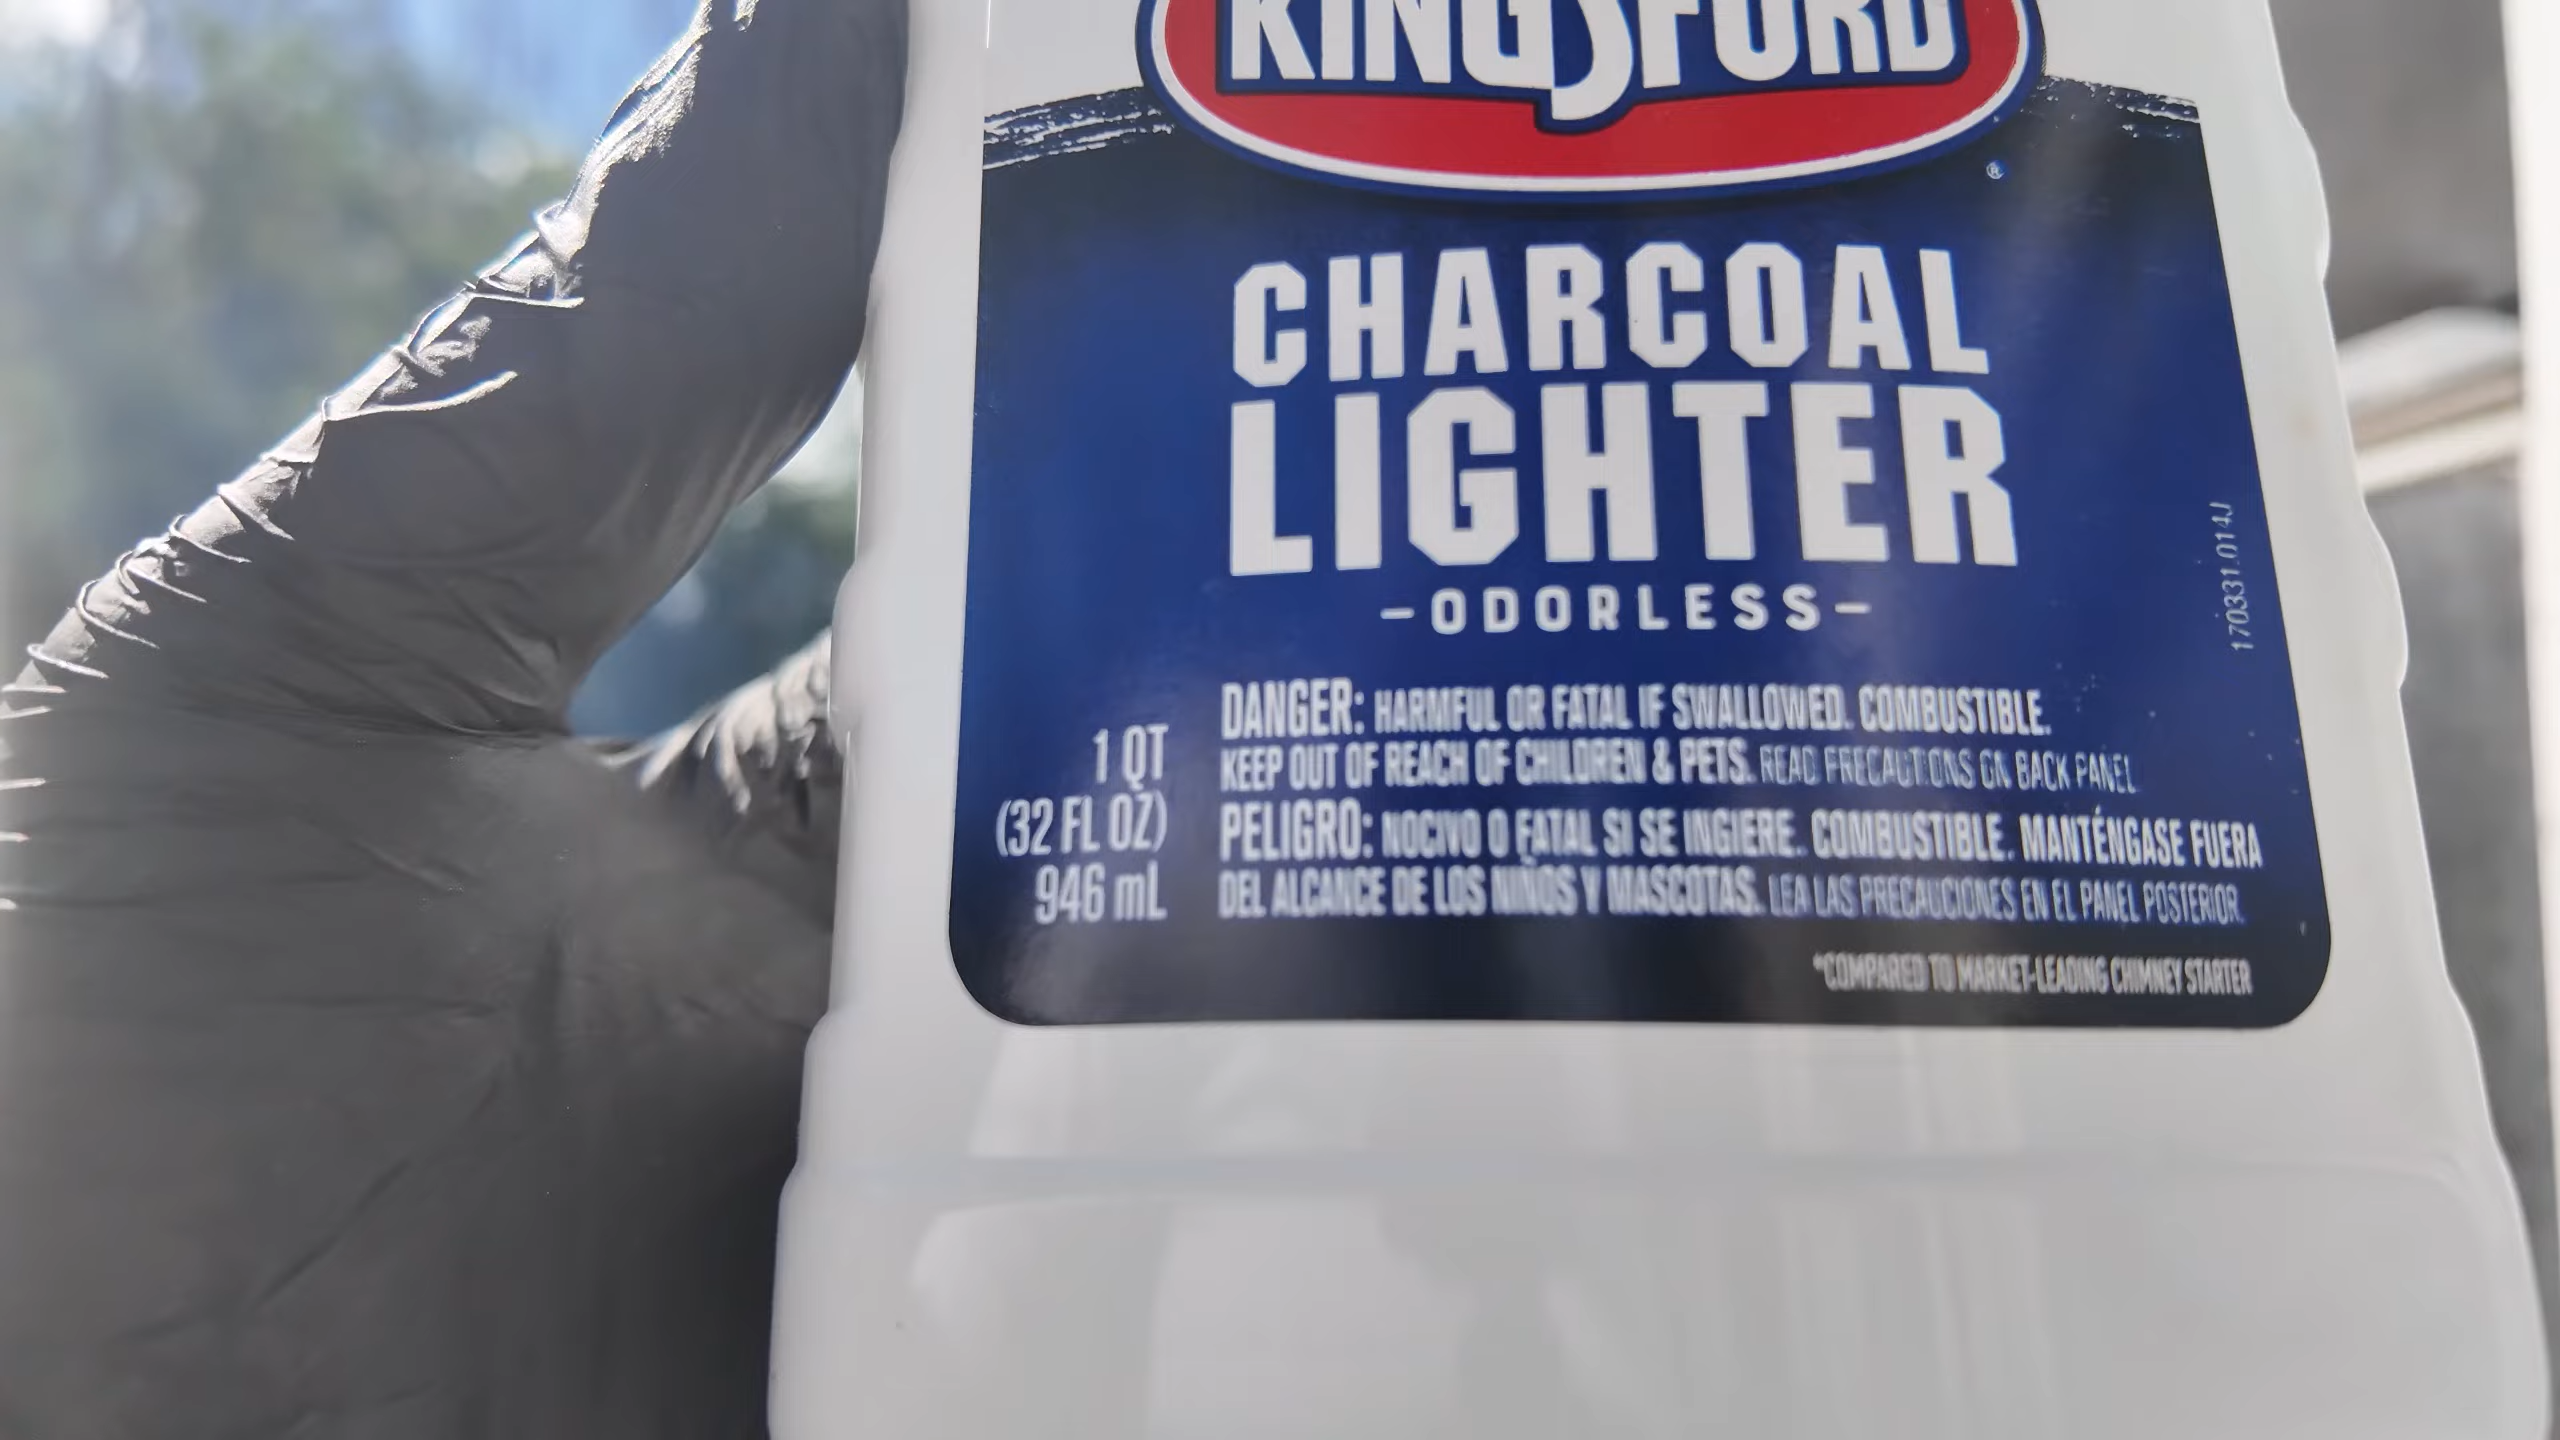 KINGSFORD
®
CHARCOAL
LIGHTER
-ODORLESS-
170331.014J
1 QT
(32 FL OZ)
946 mL
DANGER: HARMFUL OR FATAL IF SWALLOWED. COMBUSTIBLE.
KEEP OUT OF REACH OF CHILDREN & PETS. READ PRECAUTIONS ON BACK PANEL
PELIGRO: NOCIVO O FATAL SI SE INGIERE. COMBUSTIBLE. MANTÉNGASE FUERA
DEL ALCANCE DE LOS NIÑOS Y MASCOTAS. LEA LAS PRECAUCIONES EN EL PANEL POSTERIOR.
*COMPARED TO MARKET-LEADING CHIMNEY STARTER